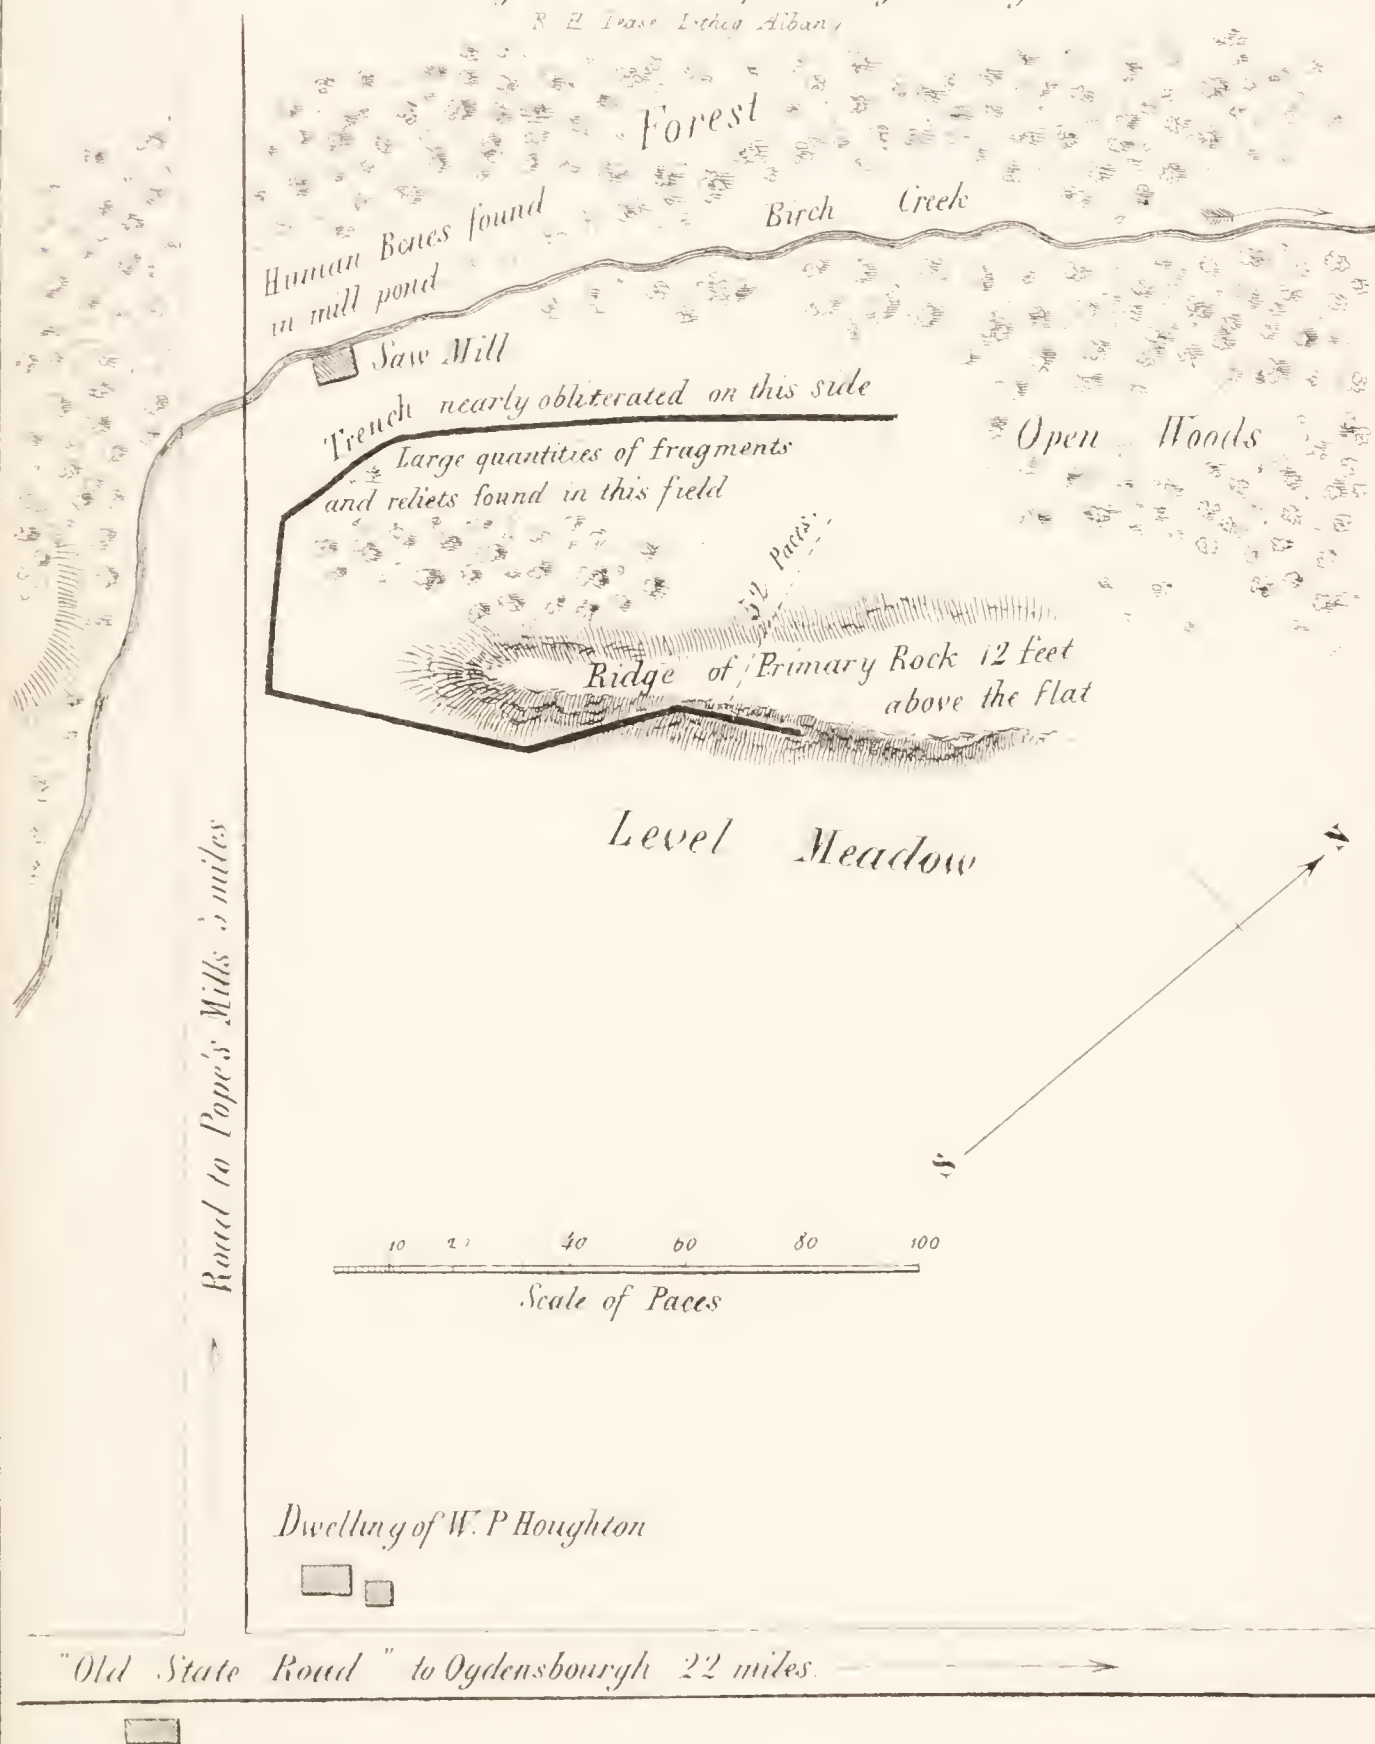 Forest
Birch Creek
Human Bones found
in mill pond
Saw Mill
Trench nearly obliterated on this side
Large quantities of fragments
and relicts found in this field
Open Woods
52 Paces.
Ridge of Primary Rock 12 feet
above the flat
Level Meadow
N
S
Road to Pope's Mills 3 miles
10 40 60 80 100
Scale of Paces
Dwelling of W. P Houghton
"Old State Road" to Ogdensbourgh 22 miles.